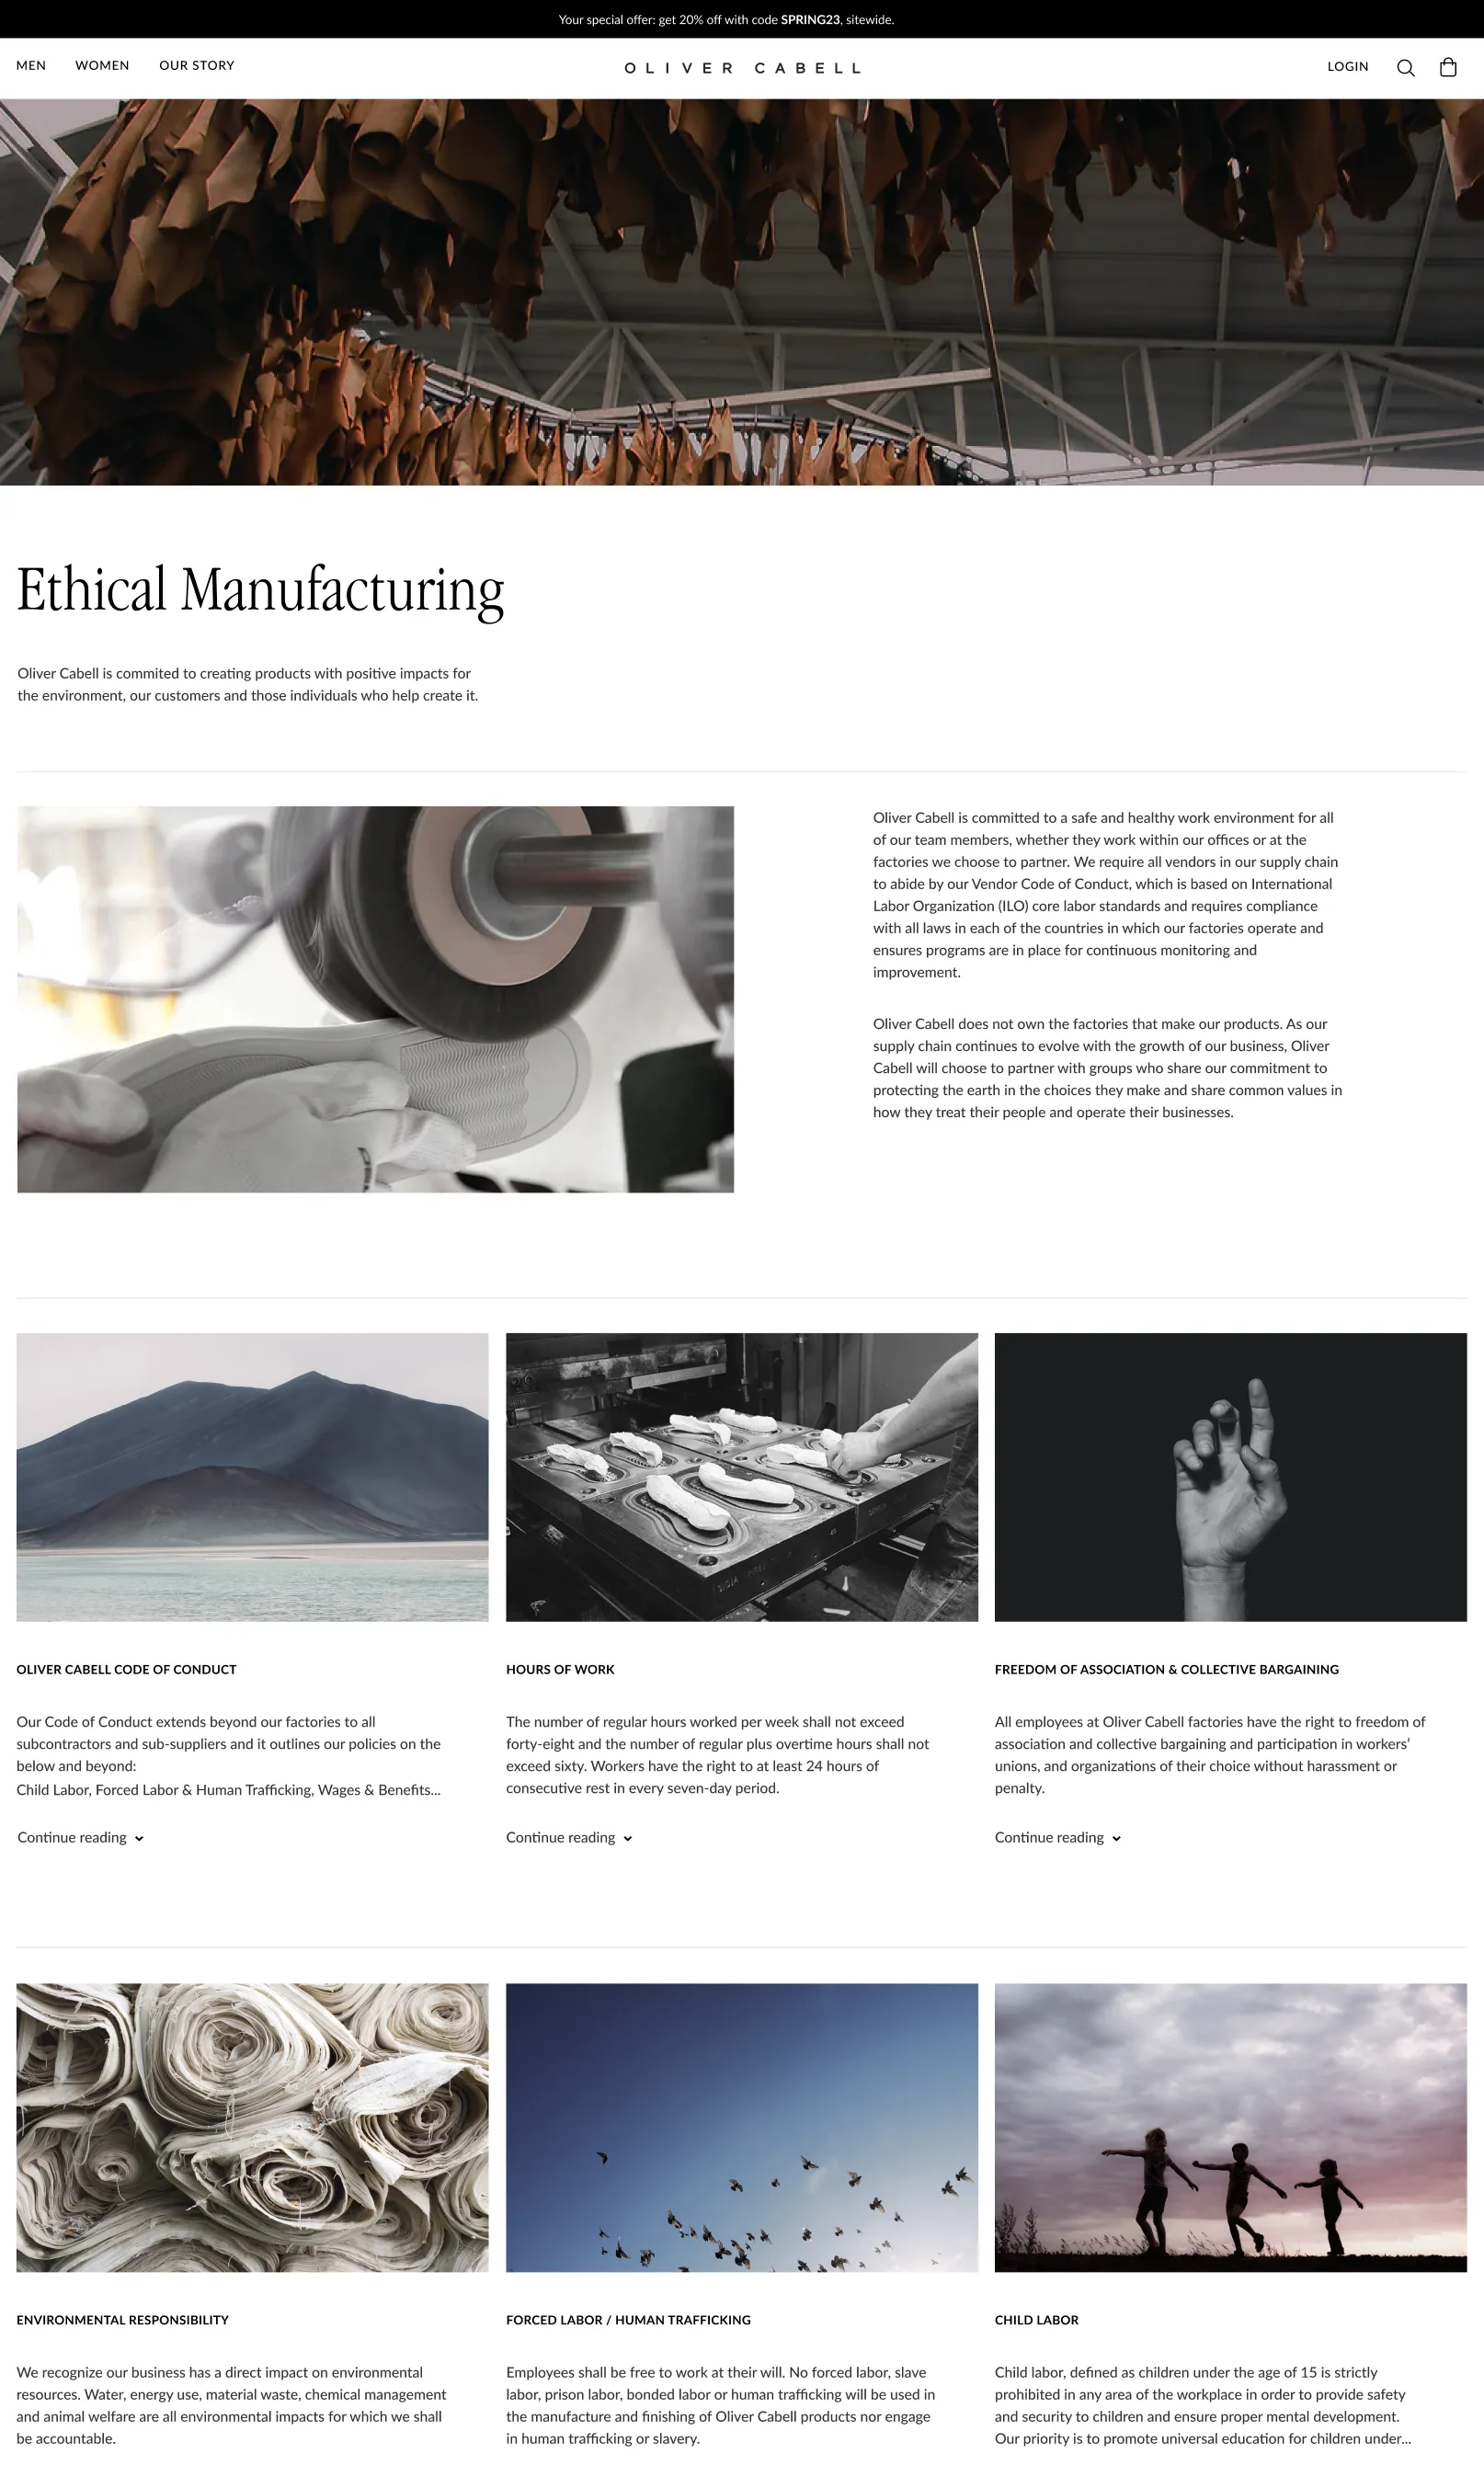 Your special offer: get 20% off with code SPRING23, sitewide.
MEN WOMEN OUR STORY
OLIVER CABELL
LOGIN
Ethical Manufacturing
Oliver Cabell is commited to creating products with positive impacts for
the environment, our customers and those individuals who help create it.
Oliver Cabell is committed to a safe and healthy work environment for all
of our team members, whether they work within our offices or at the
factories we choose to partner. We require all vendors in our supply chain
to abide by our Vendor Code of Conduct, which is based on International
Labor Organization (ILO) core labor standards and requires compliance
with all laws in each of the countries in which our factories operate and
ensures programs are in place for continuous monitoring and
improvement.
Oliver Cabell does not own the factories that make our products. As our
supply chain continues to evolve with the growth of our business, Oliver
Cabell will choose to partner with groups who share our commitment to
protecting the earth in the choices they make and share common values in
how they treat their people and operate their businesses.
OLIVER CABELL CODE OF CONDUCT
Our Code of Conduct extends beyond our factories to all
subcontractors and sub-suppliers and it outlines our policies on the
below and beyond:
Child Labor, Forced Labor & Human Trafficking, Wages & Benefits...
Continue reading
HOURS OF WORK
The number of regular hours worked per week shall not exceed
forty-eight and the number of regular plus overtime hours shall not
exceed sixty. Workers have the right to at least 24 hours of
consecutive rest in every seven-day period.
Continue reading
FREEDOM OF ASSOCIATION & COLLECTIVE BARGAINING
All employees at Oliver Cabell factories have the right to freedom of
association and collective bargaining and participation in workers’
unions, and organizations of their choice without harassment or
penalty.
Continue reading
ENVIRONMENTAL RESPONSIBILITY
We recognize our business has a direct impact on environmental
resources. Water, energy use, material waste, chemical management
and animal welfare are all environmental impacts for which we shall
be accountable.
FORCED LABOR / HUMAN TRAFFICKING
Employees shall be free to work at their will. No forced labor, slave
labor, prison labor, bonded labor or human trafficking will be used in
the manufacture and finishing of Oliver Cabell products nor engage
in human trafficking or slavery.
CHILD LABOR
Child labor, defined as children under the age of 15 is strictly
prohibited in any area of the workplace in order to provide safety
and security to children and ensure proper mental development.
Our priority is to promote universal education for children under...